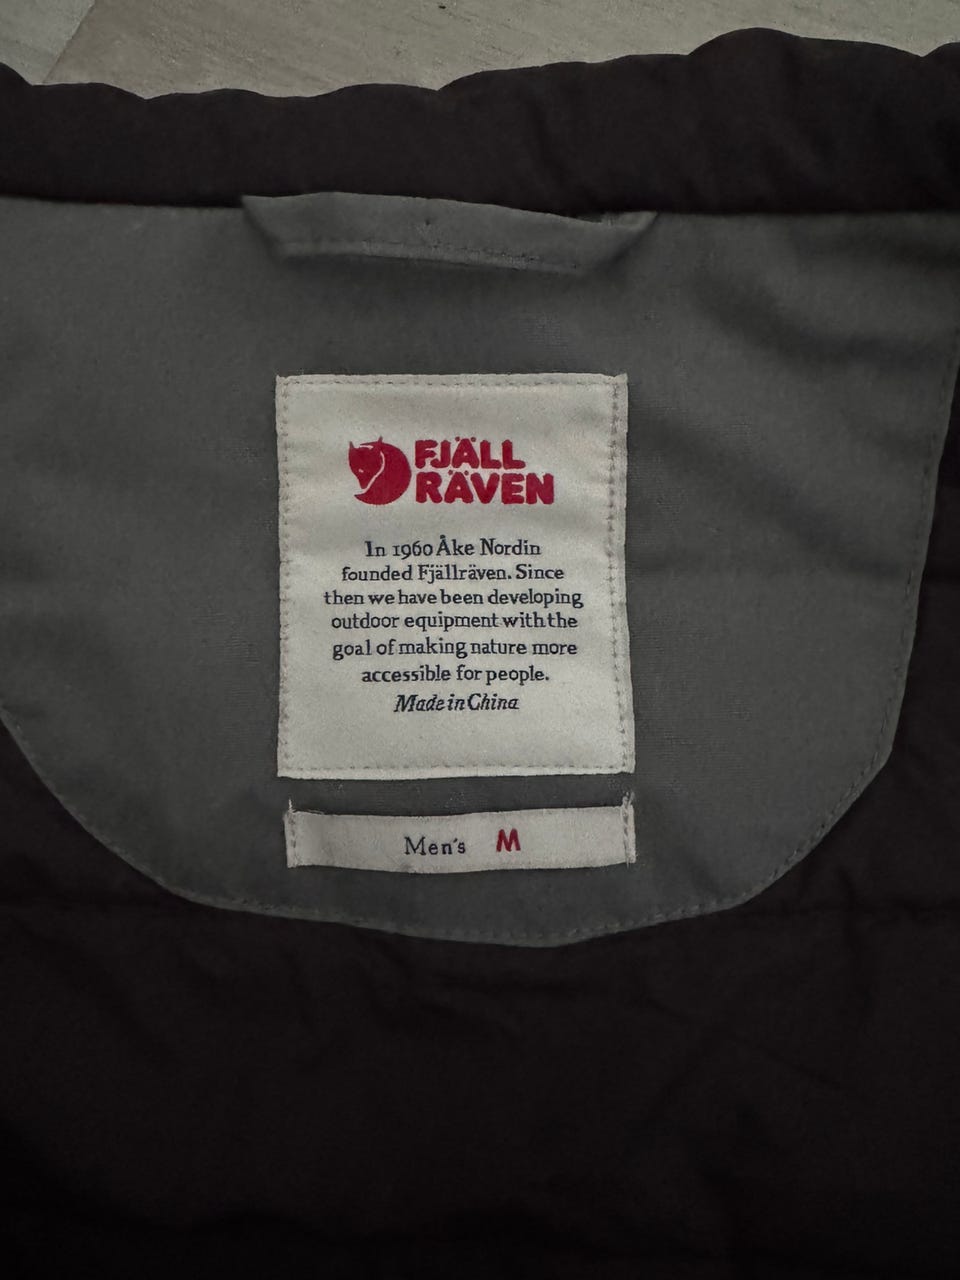 FJÄLL
RÄVEN
In 1960 Åke Nordin
founded Fjällräven. Since
then we have been developing
outdoor equipment with the
goal of making nature more
accessible for people.
Made in China
Men's M